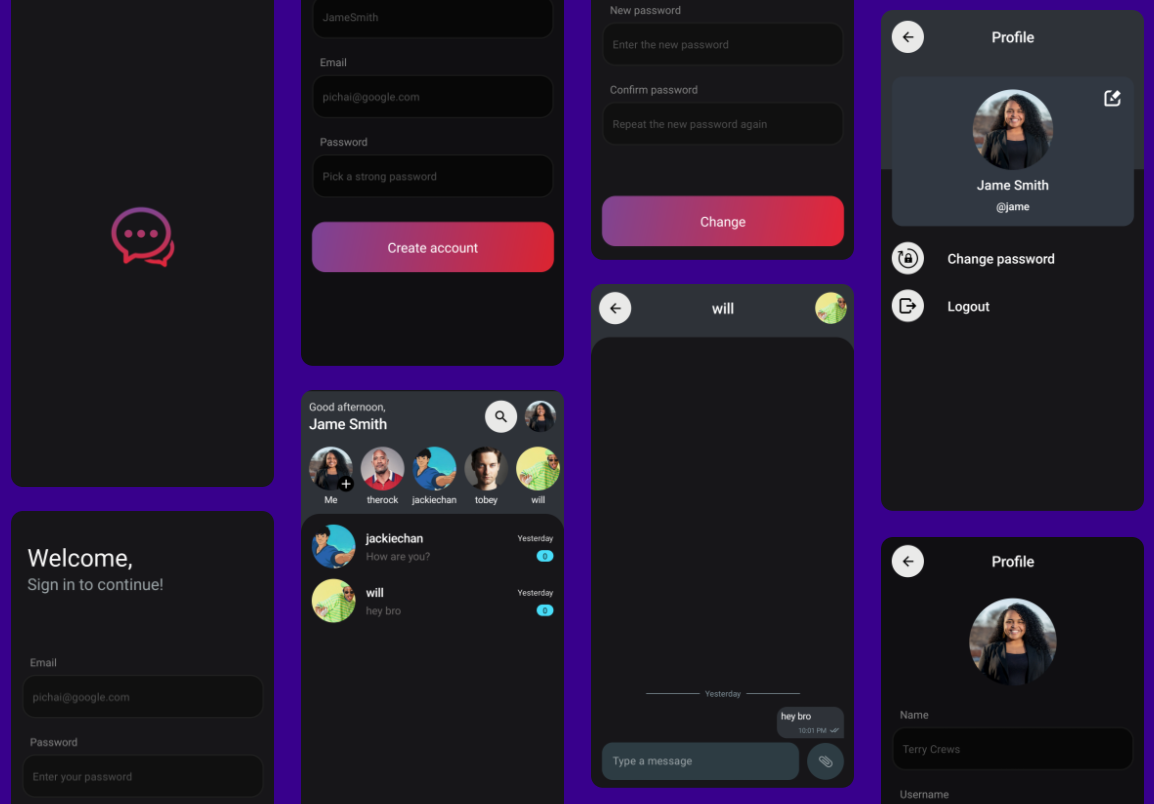 Welcome,
Sign in to continue!
Email
pichai@google.com
Password
Enter your password
JameSmith
Email
pichai@google.com
Password
Pick a strong password
Create account
Good afternoon,
Jame Smith
Me
therock
jackiechan
tobey
will
jackiechan
Yesterday
How are you?
0
will
Yesterday
hey bro
0
New password
Enter the new password
Confirm password
Repeat the new password again
Change
will
Yesterday
hey bro
10:01 PM
Type a message
Profile
Jame Smith
@jame
Change password
Logout
Profile
Name
Terry Crews
Username